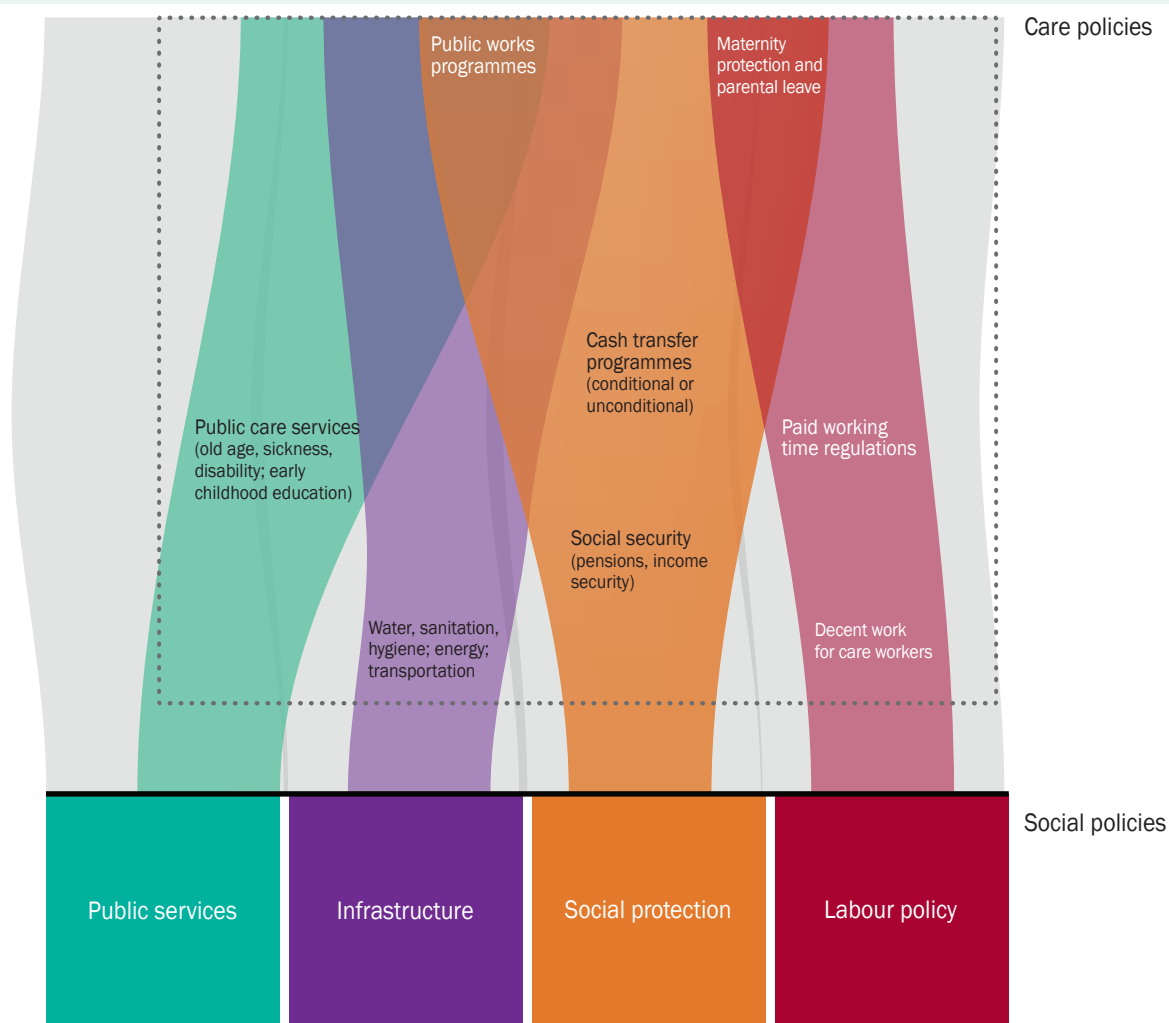 Care policies
Public works
programmes
Maternity
protection and
parental leave
Cash transfer
programmes
(conditional or
unconditional)
Public care services
(old age, sickness,
disability; early
childhood education)
Paid working
time regulations
Social security
(pensions, income
security)
Water, sanitation,
hygiene; energy;
transportation
Decent work
for care workers
Social policies
Public services
Infrastructure
Social protection
Labour policy